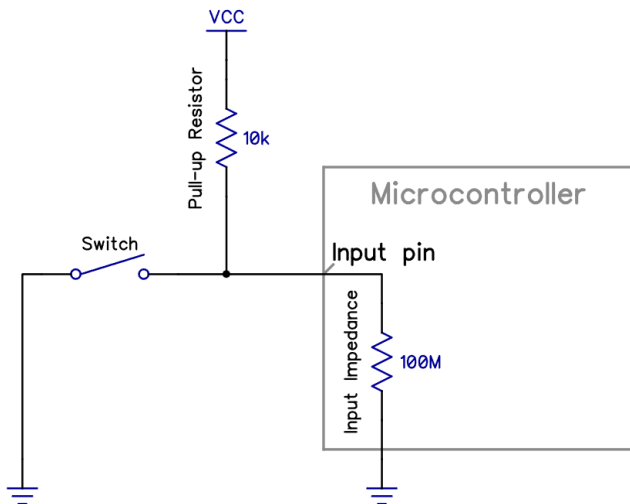 VCC
Pull-up Resistor
10k
Microcontroller
Switch
Input pin
Input Impedance
100M